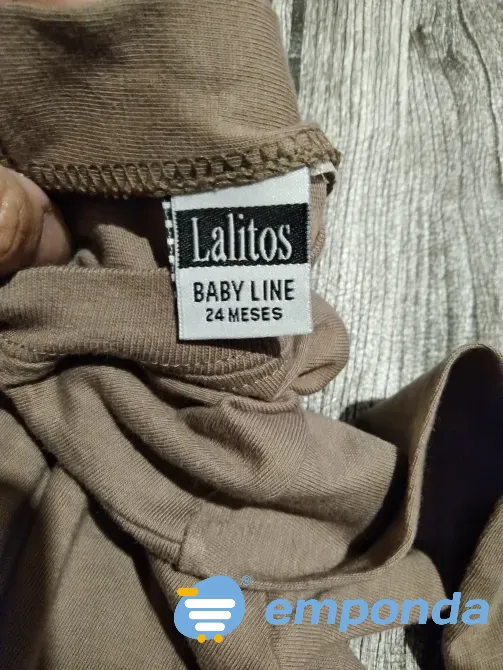 Lalitos
BABY LINE
24 MESES
emponda